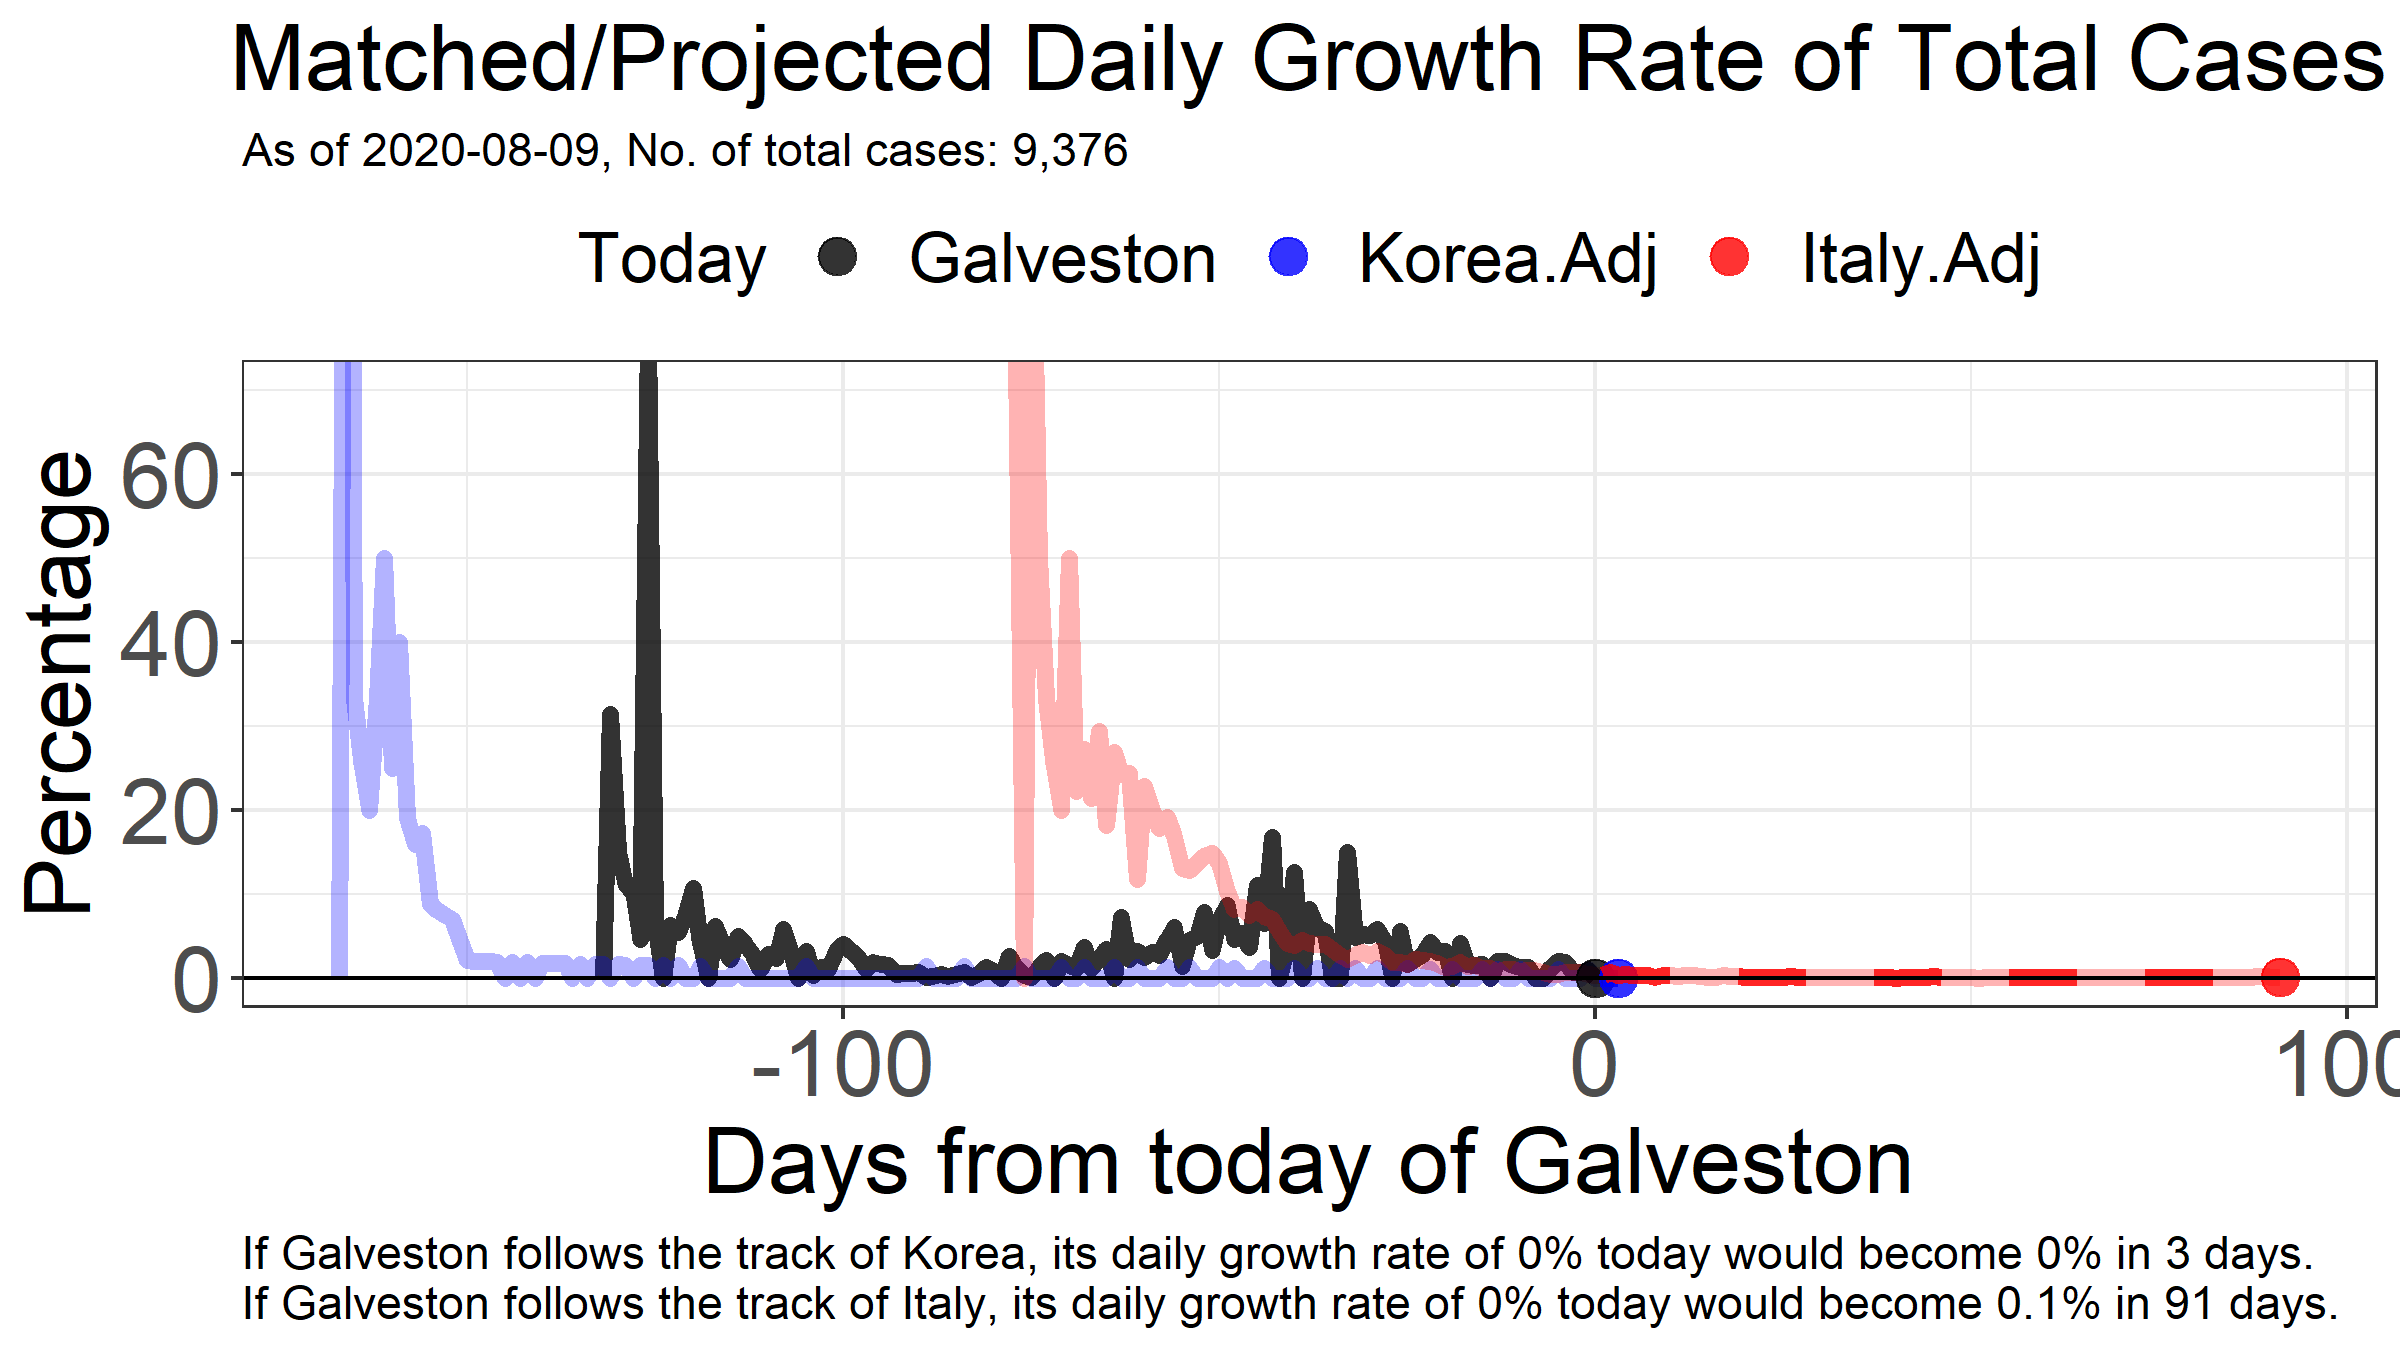 Matched/Projected Daily Growth Rate of Total Cases
As of 2020-08-09, No. of total cases: 9,376
Today Galveston Korea.Adj Italy.Adj
Percentage
60
40
20
0
-100 0 100
Days from today of Galveston
If Galveston follows the track of Korea, its daily growth rate of 0% today would become 0% in 3 days.
If Galveston follows the track of Italy, its daily growth rate of 0% today would become 0.1% in 91 days.